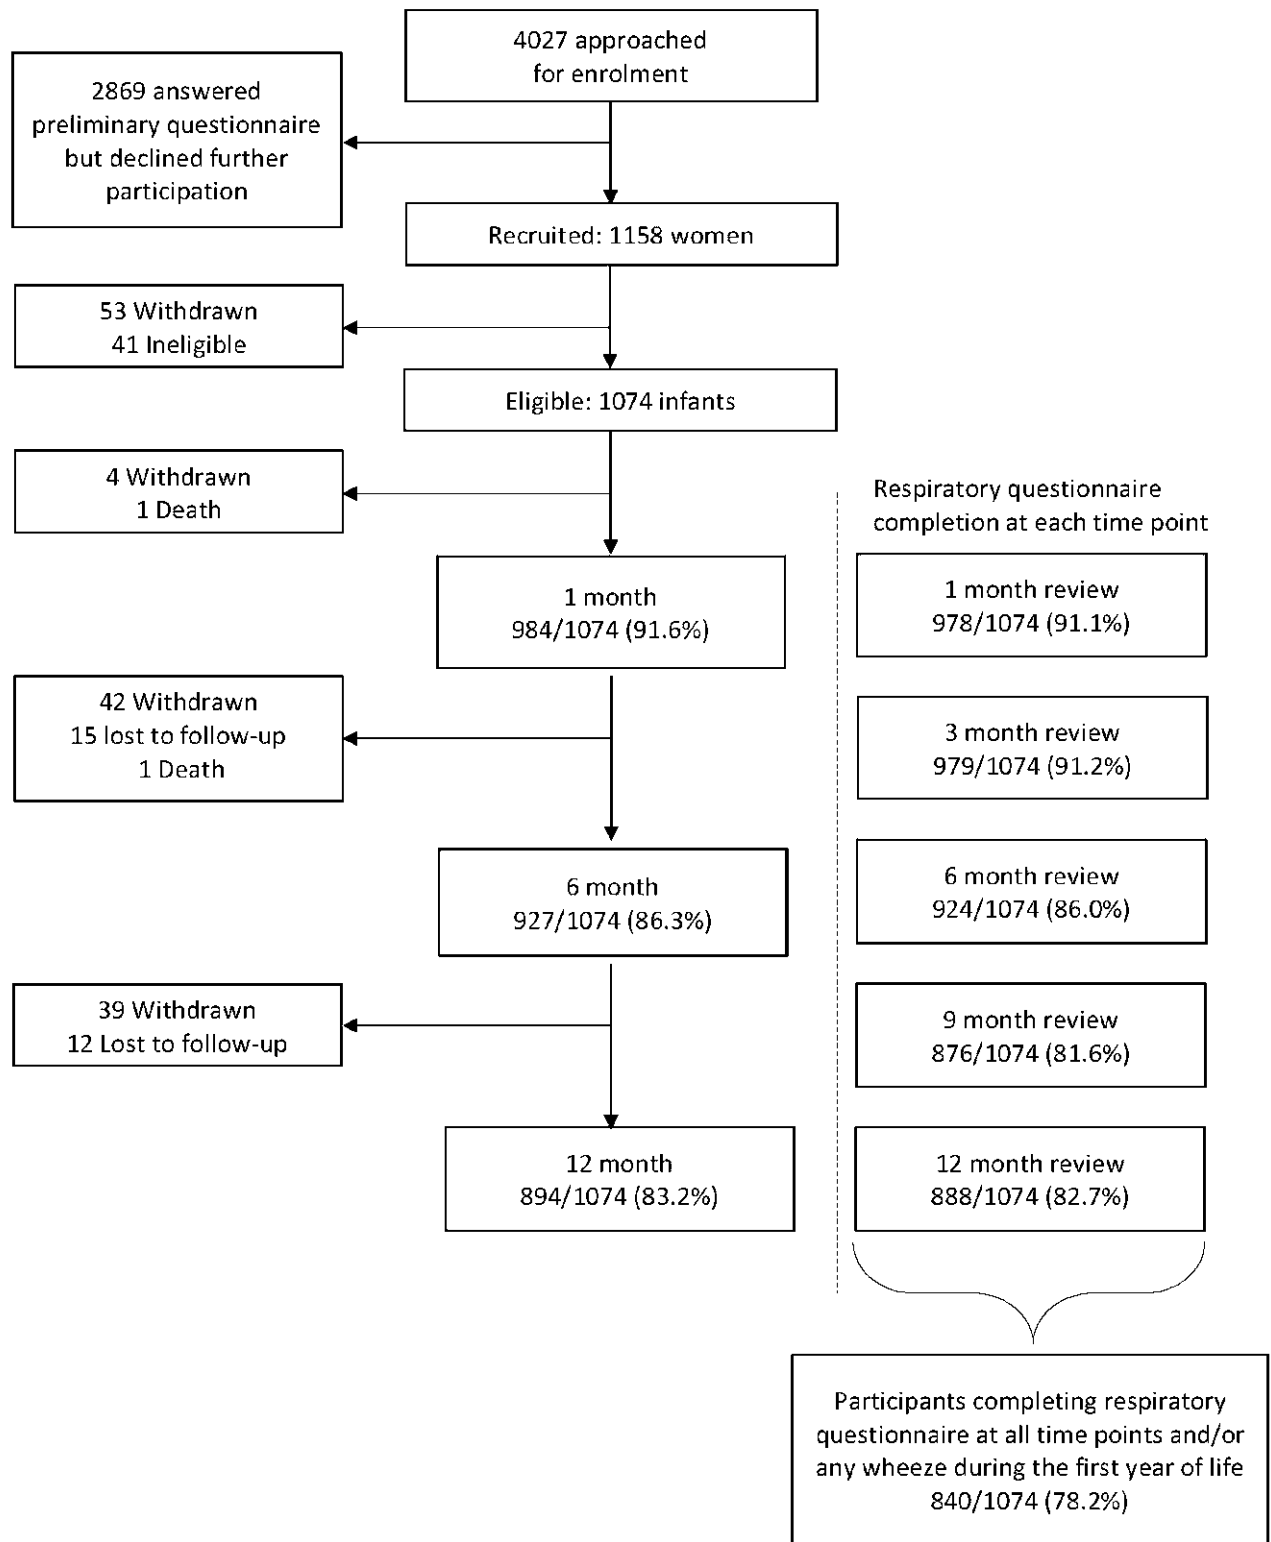 4027 approached
for enrolment
2869 answered
preliminary questionnaire
but declined further
participation
Recruited: 1158 women
53 Withdrawn
41 Ineligible
Eligible: 1074 infants
4 Withdrawn
1 Death
Respiratory questionnaire
completion at each time point
1 month
984/1074 (91.6%)
1 month review
978/1074 (91.1%)
42 Withdrawn
15 lost to follow-up
1 Death
3 month review
979/1074 (91.2%)
6 month
927/1074 (86.3%)
6 month review
924/1074 (86.0%)
39 Withdrawn
12 Lost to follow-up
9 month review
876/1074 (81.6%)
12 month
894/1074 (83.2%)
12 month review
888/1074 (82.7%)
Participants completing respiratory
questionnaire at all time points and/or
any wheeze during the first year of life
840/1074 (78.2%)